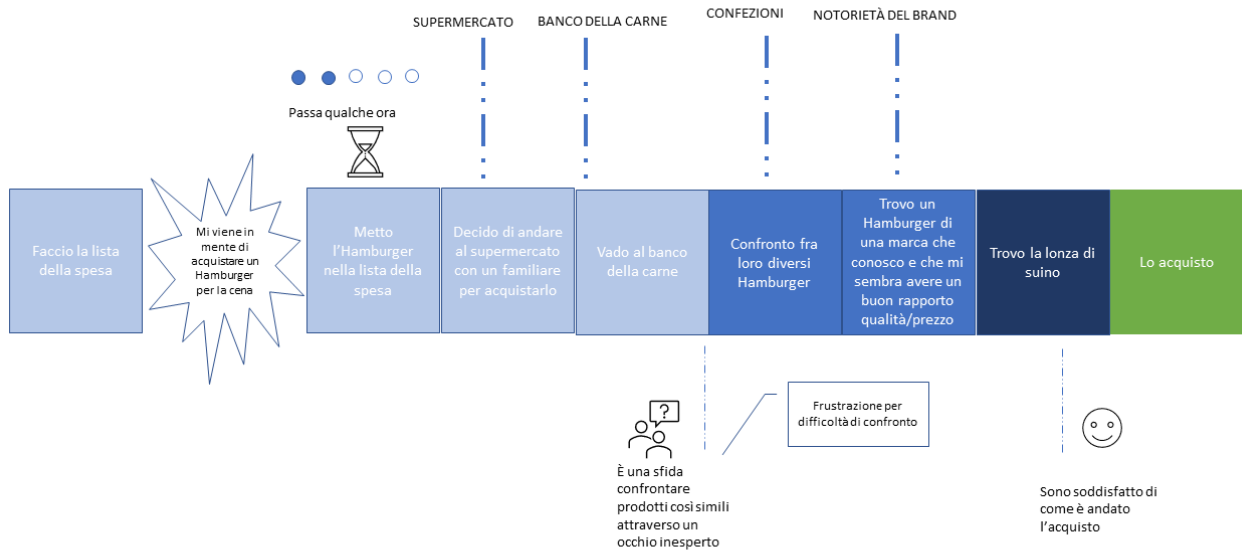 SUPERMERCATO
BANCO DELLA CARNE
CONFEZIONI
NOTORIETÀ DEL BRAND
Passa qualche ora
Faccio la lista
della spesa
Mi viene in
mente di
acquistare un
Hamburger
per la cena
Metto
l’Hamburger
nella lista della
spesa
Decido di andare
al supermercato
con un familiare
per acquistarlo
Vado al banco
della carne
Confronto fra
loro diversi
Hamburger
Trovo un
Hamburger di
una marca che
conosco e che mi
sembra avere un
buon rapporto
qualità/prezzo
Trovo la lonza di
suino
Lo acquisto
?
È una sfida
confrontare
prodotti così simili
attraverso un
occhio inesperto
Frustrazione per
difficoltà di confronto
Sono soddisfatto di
come è andato
l’acquisto